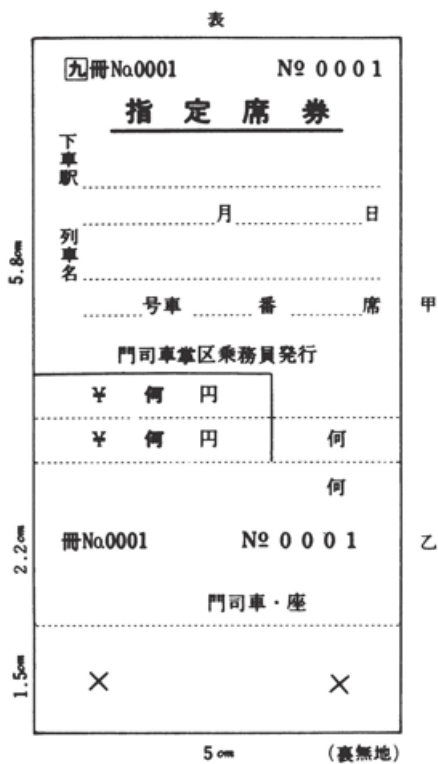 表
九冊No.0001 № 0001
指定席券
下車駅
月 日
列車名
号車 番 席
門司車掌区乗務員発行
¥ 何 円
¥ 何 円 何
何
冊No.0001 № 0001
門司車・座
× ×
5.8cm
2.2cm
1.5cm
甲
乙
5cm (裏無地)